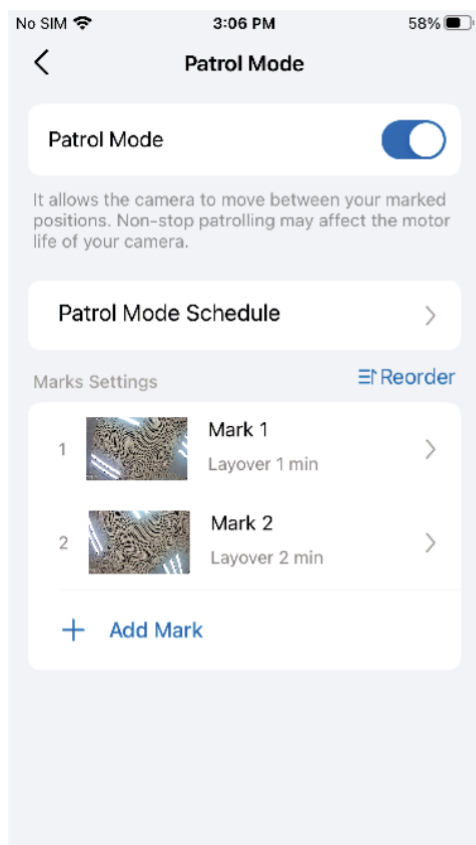 No SIM 3:06 PM 58%
Patrol Mode
Patrol Mode
It allows the camera to move between your marked
positions. Non-stop patrolling may affect the motor
life of your camera.
Patrol Mode Schedule
Marks Settings Reorder
1 Mark 1
Layover 1 min
2 Mark 2
Layover 2 min
+ Add Mark